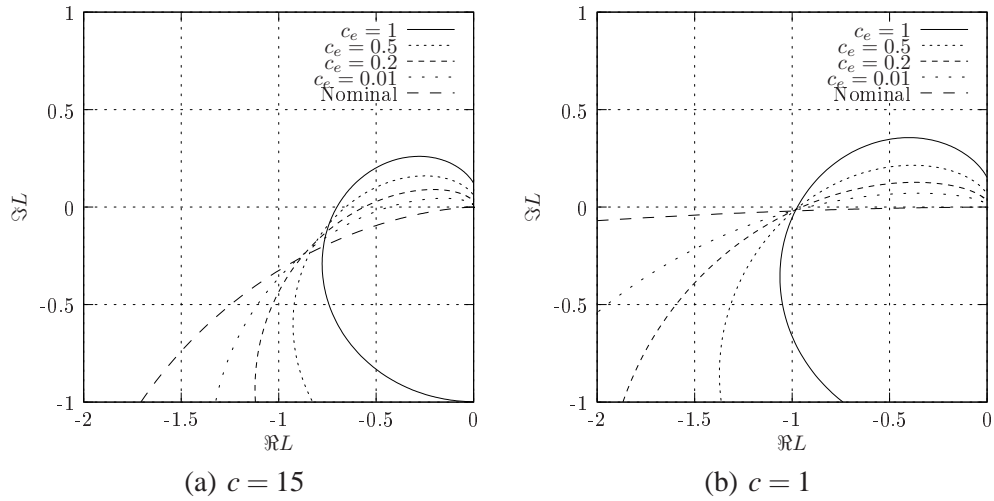 1
0.5
0
-0.5
-1
-2
-1.5
-1
-0.5
0
ℑL
ℜL
c_e = 1
c_e = 0.5
c_e = 0.2
c_e = 0.01
Nominal
(a) c = 15
1
0.5
0
-0.5
-1
-2
-1.5
-1
-0.5
0
ℑL
ℜL
c_e = 1
c_e = 0.5
c_e = 0.2
c_e = 0.01
Nominal
(b) c = 1